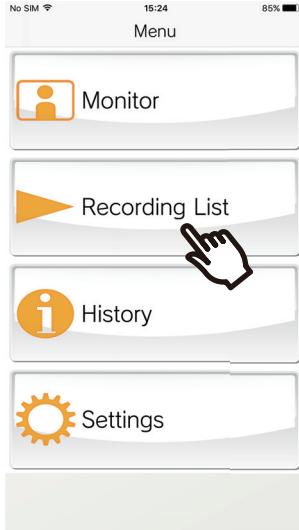 No SIM 15:24 85%
Menu
Monitor
Recording List
History
Settings